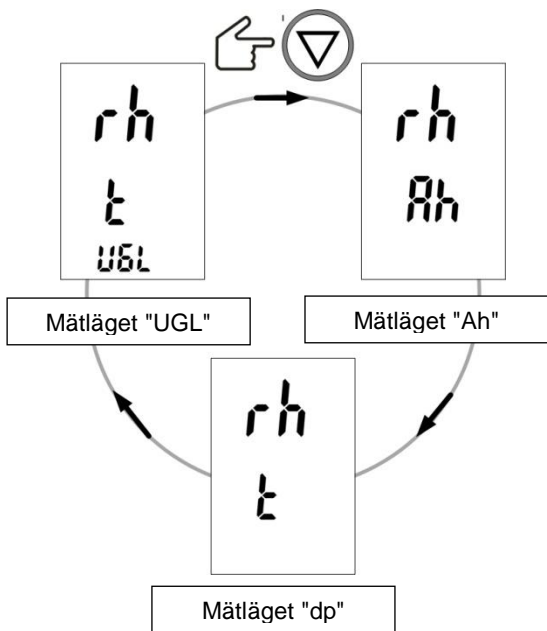 rh
t
UGL
Mätläget "UGL"
rh
Ah
Mätläget "Ah"
rh
t
Mätläget "dp"